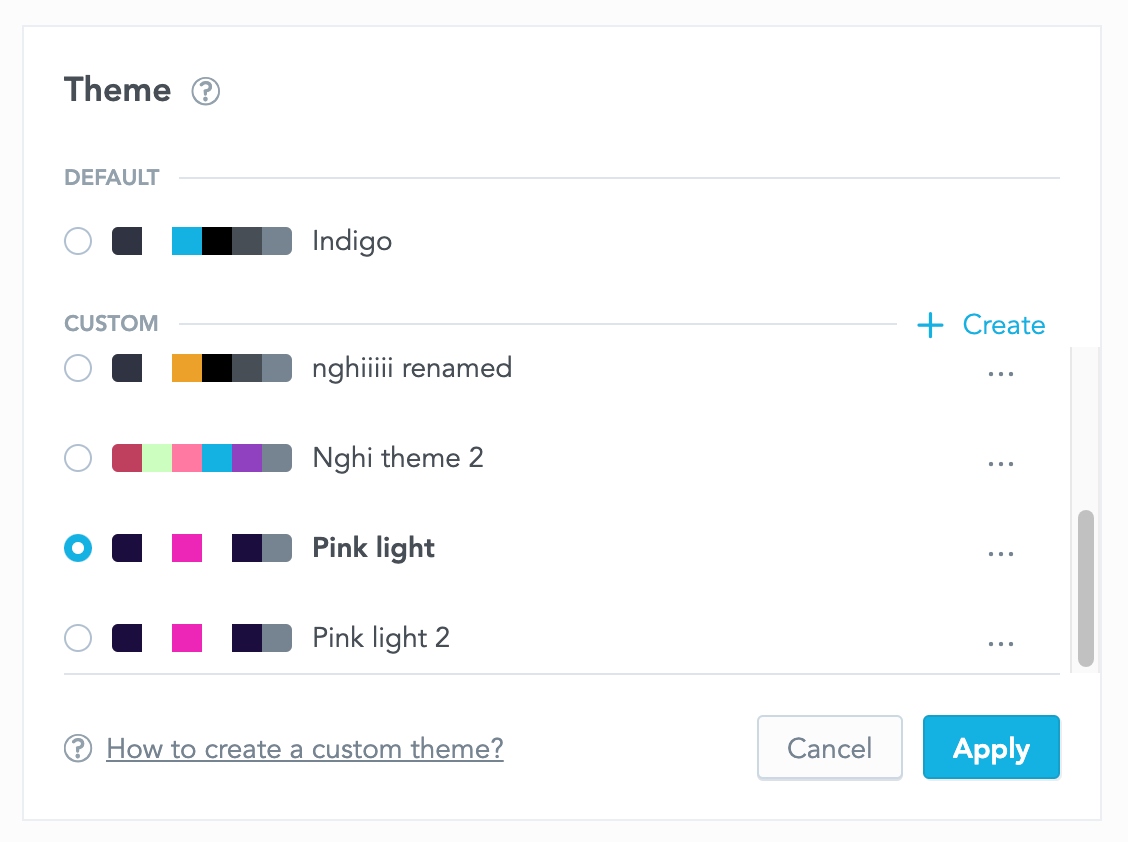 Theme ?
DEFAULT
Indigo
CUSTOM + Create
nghiiiii renamed ...
Nghi theme 2 ...
Pink light ...
Pink light 2 ...
? How to create a custom theme? Cancel Apply